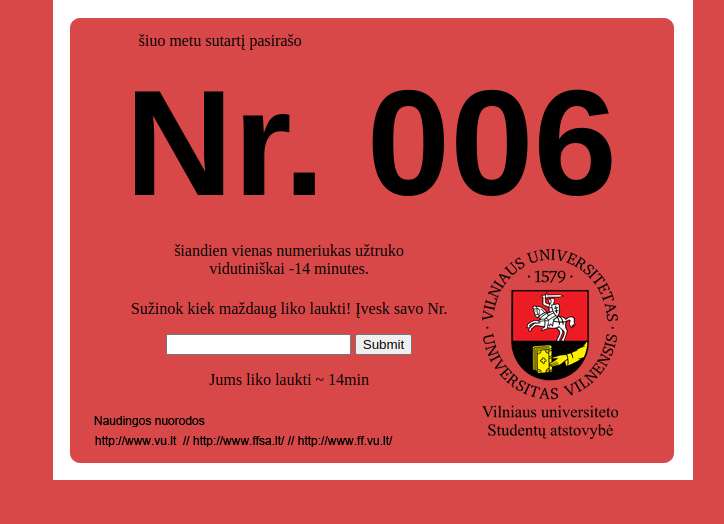 šiuo metu sutartį pasirašo
Nr. 006
šiandien vienas numeriukas užtruko
vidutiniškai -14 minutes.
Sužinok kiek maždaug liko laukti! Įvesk savo Nr.
Submit
Jums liko laukti ~ 14min
Naudingos nuorodos
http://www.vu.lt // http://www.ffsa.lt/ // http://www.ff.vu.lt/
· VILNIAUS UNIVERSITETAS ·
· 1579 ·
UNIVERSITAS VILNENSIS
Vilniaus universiteto
Studentų atstovybė